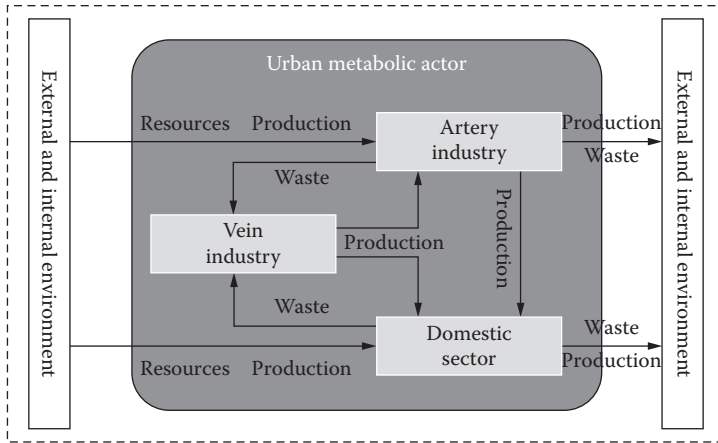 External and internal environment
Urban metabolic actor
Resources Production
Artery
industry
Production
Waste
Waste
Vein
industry
Production
Production
Waste
Domestic
sector
Waste
Production
Resources Production
External and internal environment